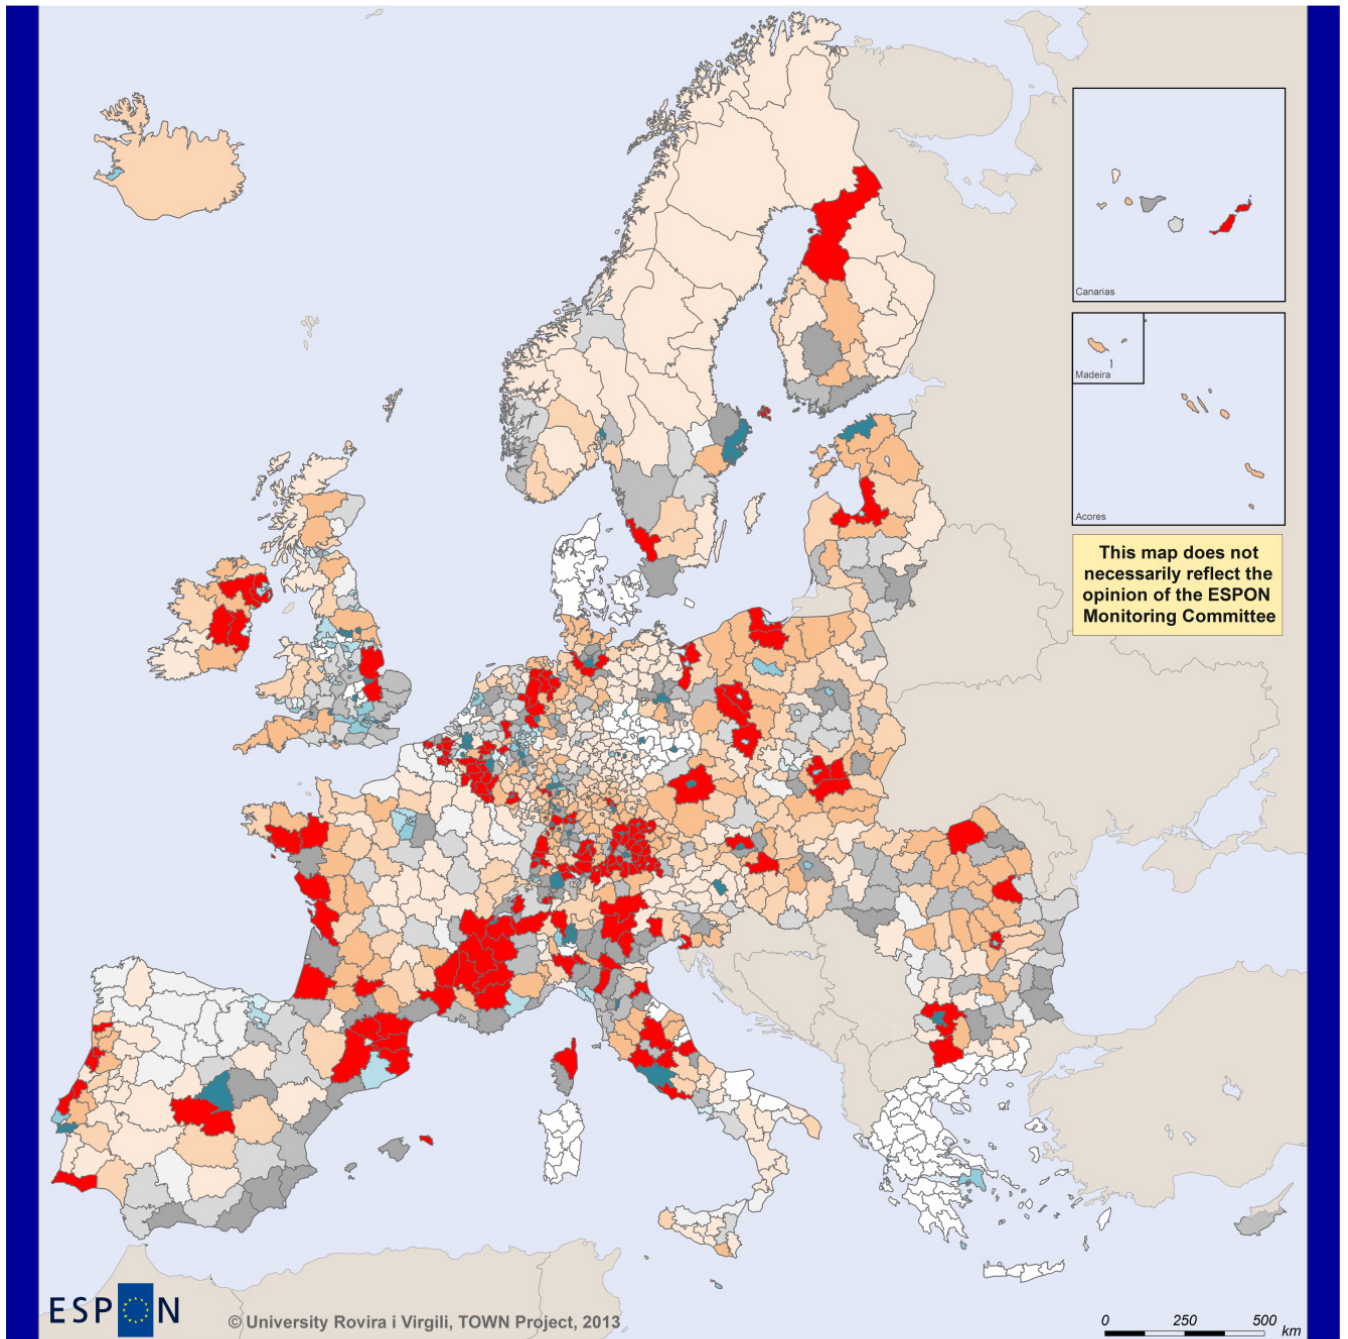 Canarias
Madeira
Acores
This map does not
necessarily reflect the
opinion of the ESPON
Monitoring Committee
ESPON
© University Rovira i Virgili, TOWN Project, 2013
0 250 500
km